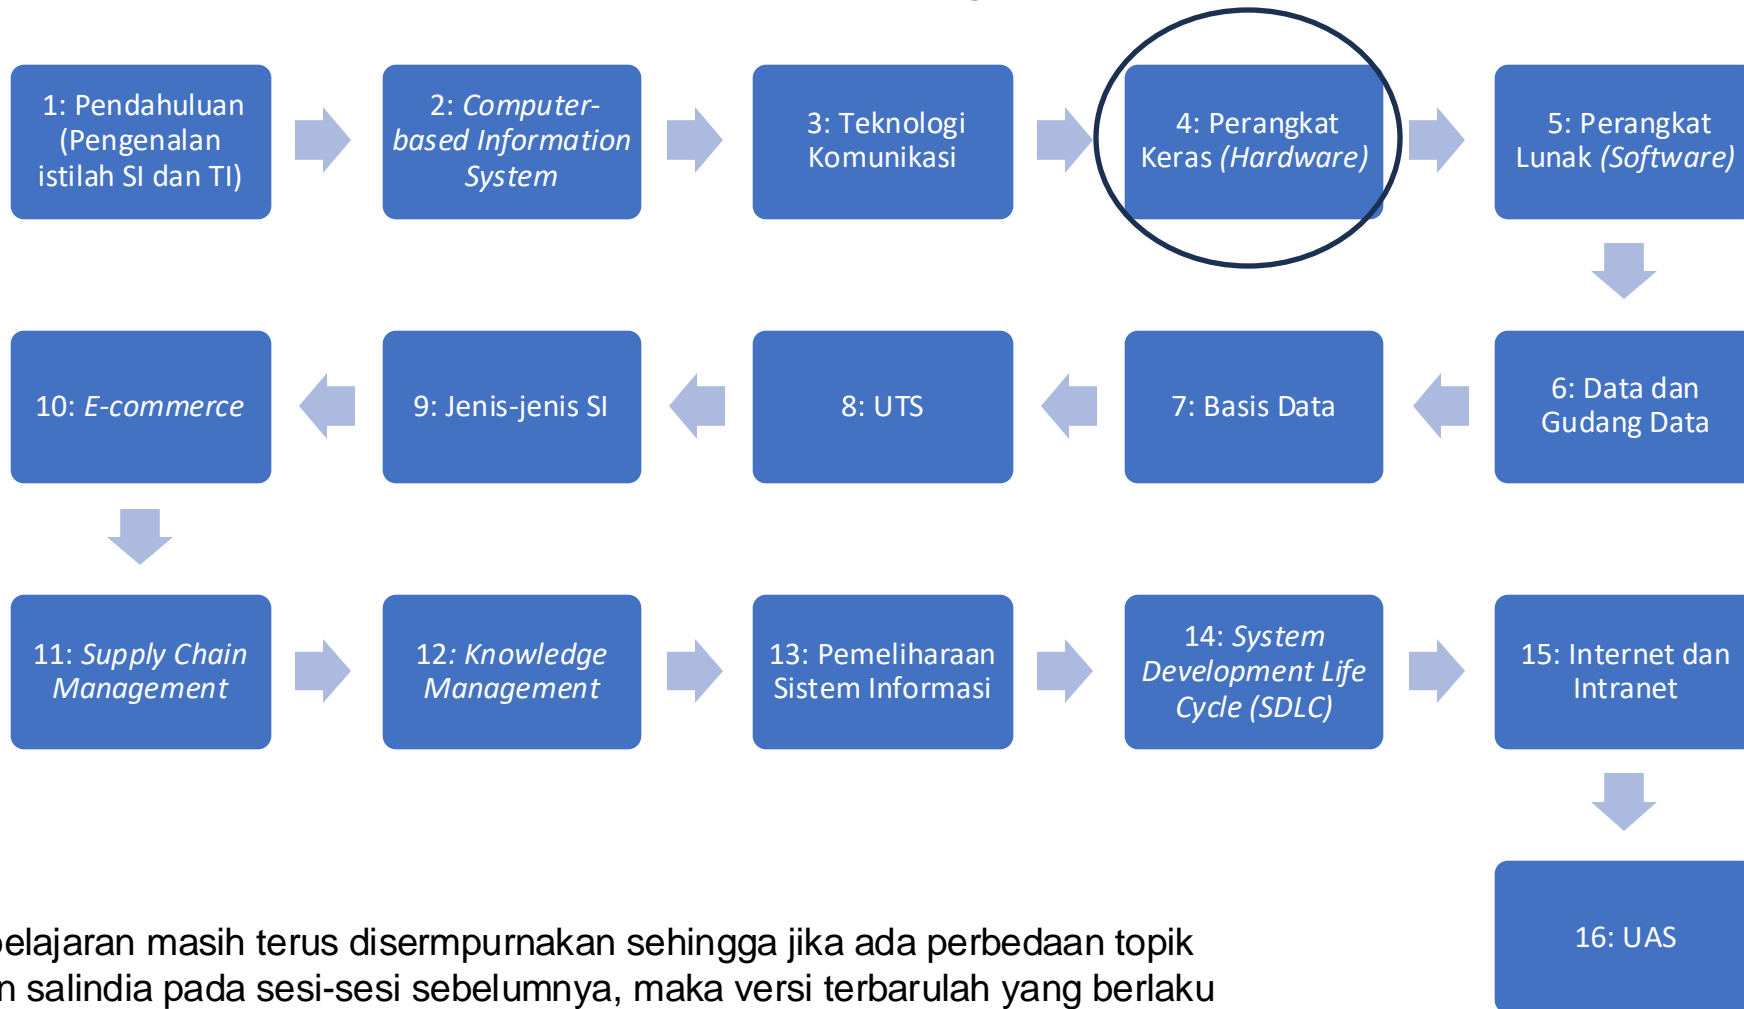 1: Pendahuluan
(Pengenalan
istilah SI dan TI)
2: Computer-
based Information
System
3: Teknologi
Komunikasi
4: Perangkat
Keras (Hardware)
5: Perangkat
Lunak (Software)
6: Data dan
Gudang Data
7: Basis Data
8: UTS
9: Jenis-jenis SI
10: E-commerce
11: Supply Chain
Management
12: Knowledge
Management
13: Pemeliharaan
Sistem Informasi
14: System
Development Life
Cycle (SDLC)
15: Internet dan
Intranet
16: UAS
masih terus disermpurnakan sehingga jika ada perbedaan topik
salindia pada sesi-sesi sebelumnya, maka versi terbarulah yang berlaku